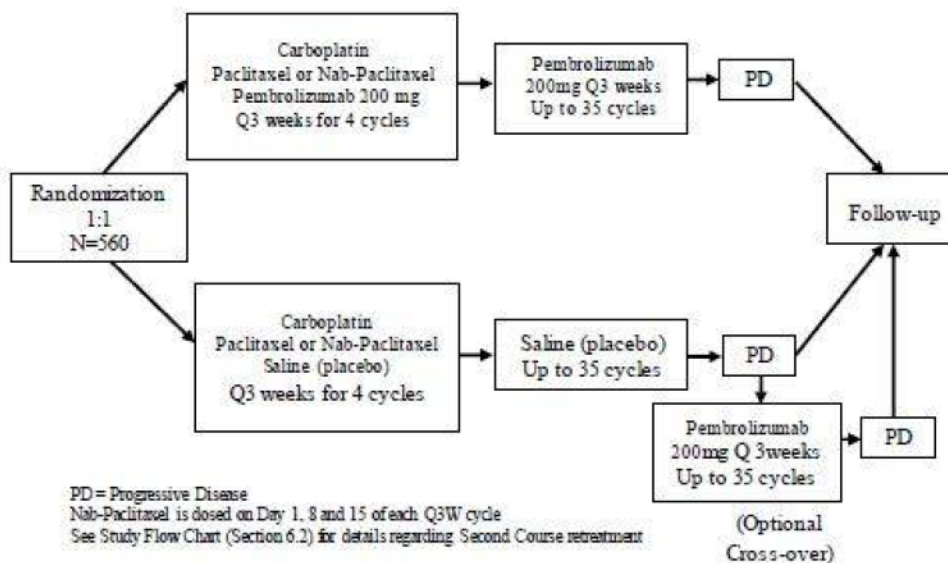 Carboplatin
Paclitaxel or Nab-Paclitaxel
Pembrolizumab 200 mg
Q3 weeks for 4 cycles
Pembrolizumab
200mg Q3 weeks
Up to 35 cycles
PD
Randomization
1:1
N=560
Follow-up
Carboplatin
Paclitaxel or Nab-Paclitaxel
Saline (placebo)
Q3 weeks for 4 cycles
Saline (placebo)
Up to 35 cycles
PD
Pembrolizumab
200mg Q 3weeks
Up to 35 cycles
PD
(Optional
Cross-over)
PD = Progressive Disease
Nab-Paclitaxel is dosed on Day 1, 8 and 15 of each Q3W cycle
See Study Flow Chart (Section 6.2) for details regarding Second Course retreatment